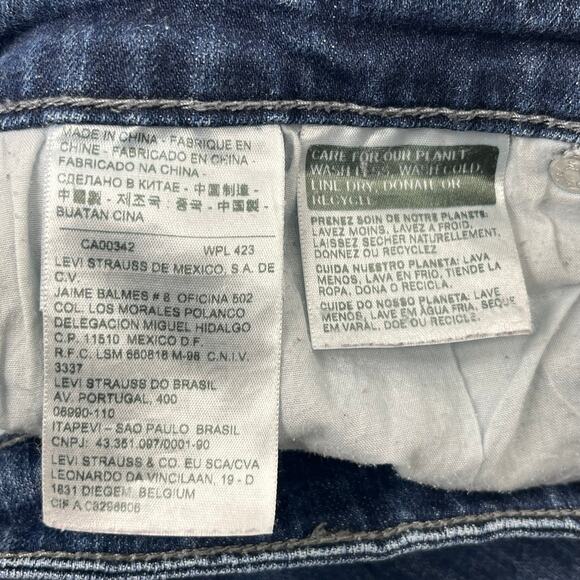 MADE IN CHINA - FABRIQUE EN
CHINE - FABRICADO EN CHINA -
FABRICADO NA CHINA -
СДЕЛАНО В КИТАЕ - 中国制造 -
中国製 - 제조국 : 중국 - 中国製 -
BUATAN CINA
CA00342 WPL 423
LEVI STRAUSS DE MEXICO, S.A. DE
C.V.
JAIME BALMES # 8 OFICINA 502
COL. LOS MORALES POLANCO
DELEGACION MIGUEL HIDALGO
C.P. 11510 MEXICO D.F.
R.F.C. LSM 660816 M-98 C.N.I.V.
3337
LEVI STRAUSS DO BRASIL
AV. PORTUGAL, 400
06690-110
ITAPEVI - SAO PAULO BRASIL
CNPJ: 43.351.097/0001-90
LEVI STRAUSS & CO. EU SCA/CVA
LEONARDO DA VINCILAAN, 19 - D
1831 DIEGEM, BELGIUM
CIF A C3296606
CARE FOR OUR PLANET
WASH LESS, WASH COLD,
LINE DRY, DONATE OR
RECYCLE
PRENEZ SOIN DE NOTRE PLANETE:
LAVEZ MOINS, LAVEZ A FROID,
LAISSEZ SECHER NATURELLEMENT,
DONNEZ OU RECYCLEZ
CUIDA NUESTRO PLANETA: LAVA
MENOS, LAVA EN FRIO, TIENDE LA
ROPA, DONA O RECICLA.
CUIDE DO NOSSO PLANETA: LAVE
MENOS, LAVE EM AGUA FRIA, SEQUE
EM VARAL, DOE OU RECICLE.